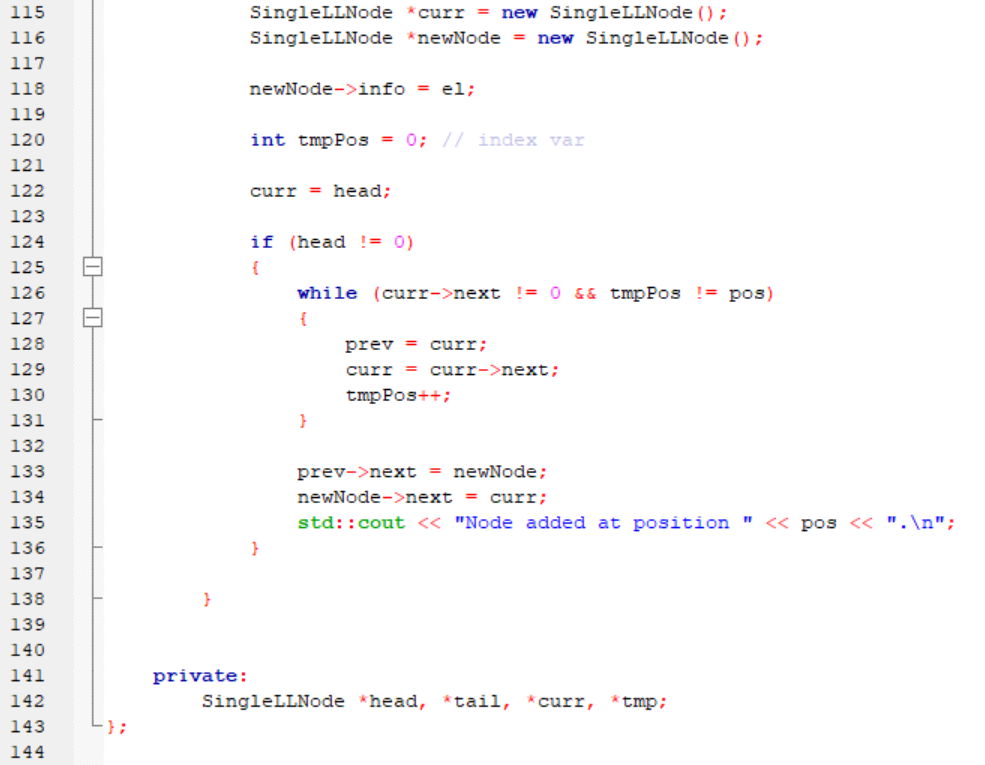 115 SingleLLNode *curr = new SingleLLNode();
116 SingleLLNode *newNode = new SingleLLNode();
117
118 newNode->info = el;
119
120 int tmpPos = 0; // index var
121
122 curr = head;
123
124 if (head != 0)
125 {
126 while (curr->next != 0 && tmpPos != pos)
127 {
128 prev = curr;
129 curr = curr->next;
130 tmpPos++;
131 }
132
133 prev->next = newNode;
134 newNode->next = curr;
135 std::cout << "Node added at position " << pos << ".\n";
136 }
137
138 }
139
140
141 private:
142 SingleLLNode *head, *tail, *curr, *tmp;
143 };
144